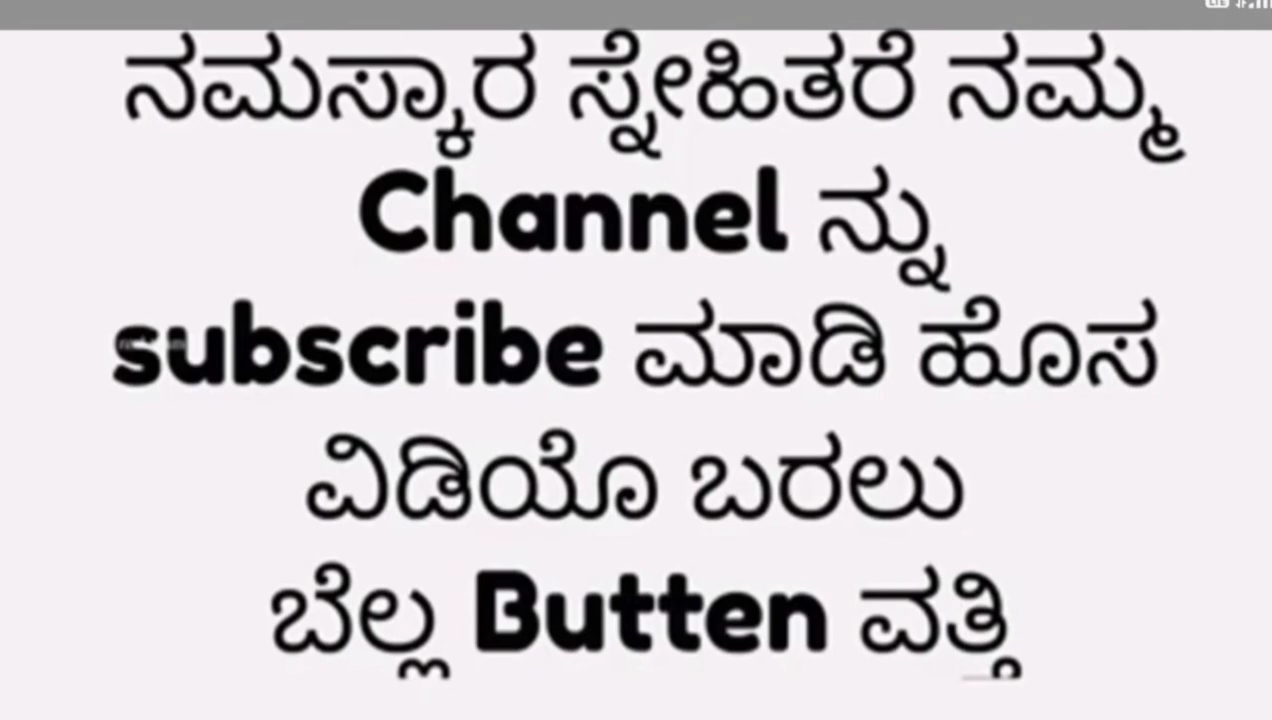 ನಮಸ್ಕಾರ ಸ್ನೇಹಿತರೆ ನಮ್ಮ
Channel ನ್ನು
subscribe ಮಾಡಿ ಹೊಸ
ವಿಡಿಯೊ ಬರಲು
ಬೆಲ್ಲ Butten ವತ್ತಿ